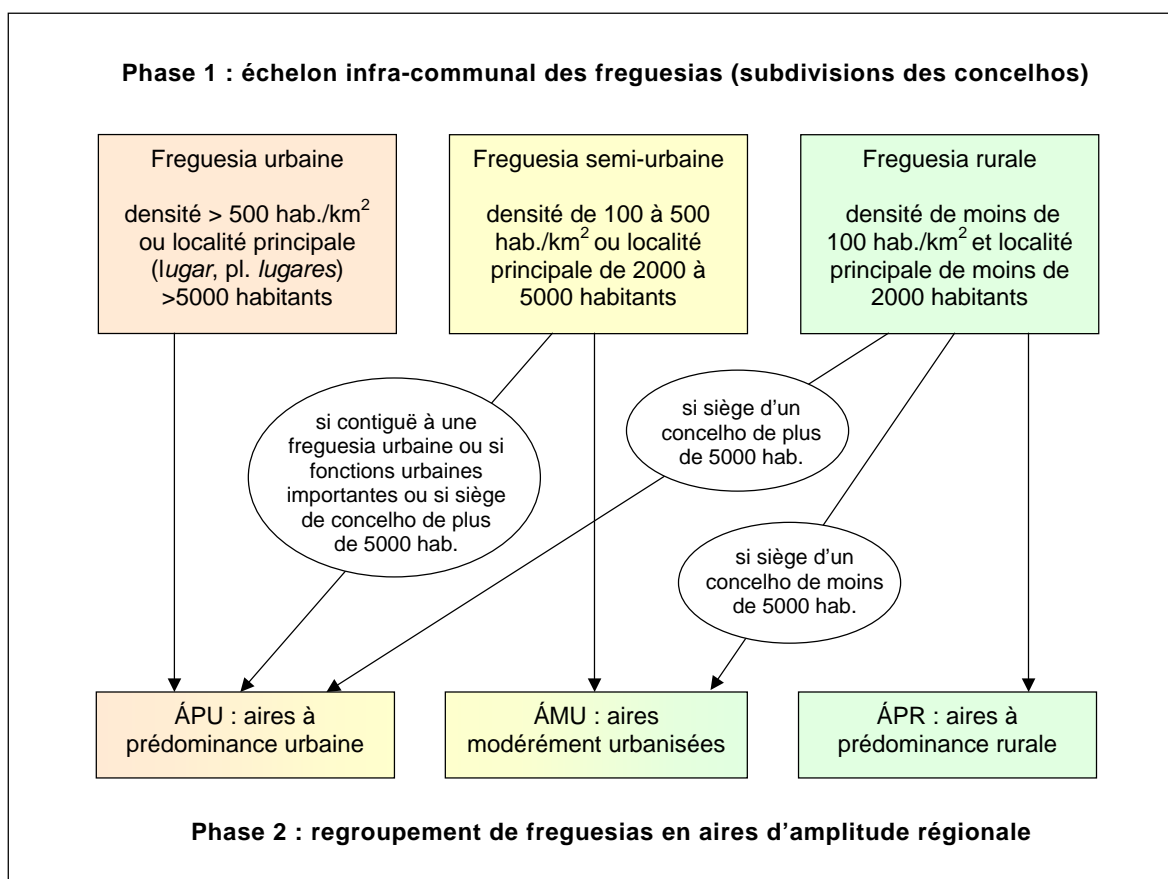 Phase 1 : échelon infra-communal des freguesias (subdivisions des concelhos)
Freguesia urbaine
densité > 500 hab./km²
ou localité principale
(lugar, pl. lugares)
>5000 habitants
Freguesia semi-urbaine
densité de 100 à 500
hab./km² ou localité
principale de 2000 à
5000 habitants
Freguesia rurale
densité de moins de
100 hab./km² et localité
principale de moins de
2000 habitants
si contiguë à une
freguesia urbaine ou si
fonctions urbaines
importantes ou si siège
de concelho de plus
de 5000 hab.
si siège d'un
concelho de plus
de 5000 hab.
si siège d'un
concelho de moins
de 5000 hab.
ÁPU : aires à
prédominance urbaine
ÁMU : aires
modérément urbanisées
ÁPR : aires à
prédominance rurale
Phase 2 : regroupement de freguesias en aires d'amplitude régionale